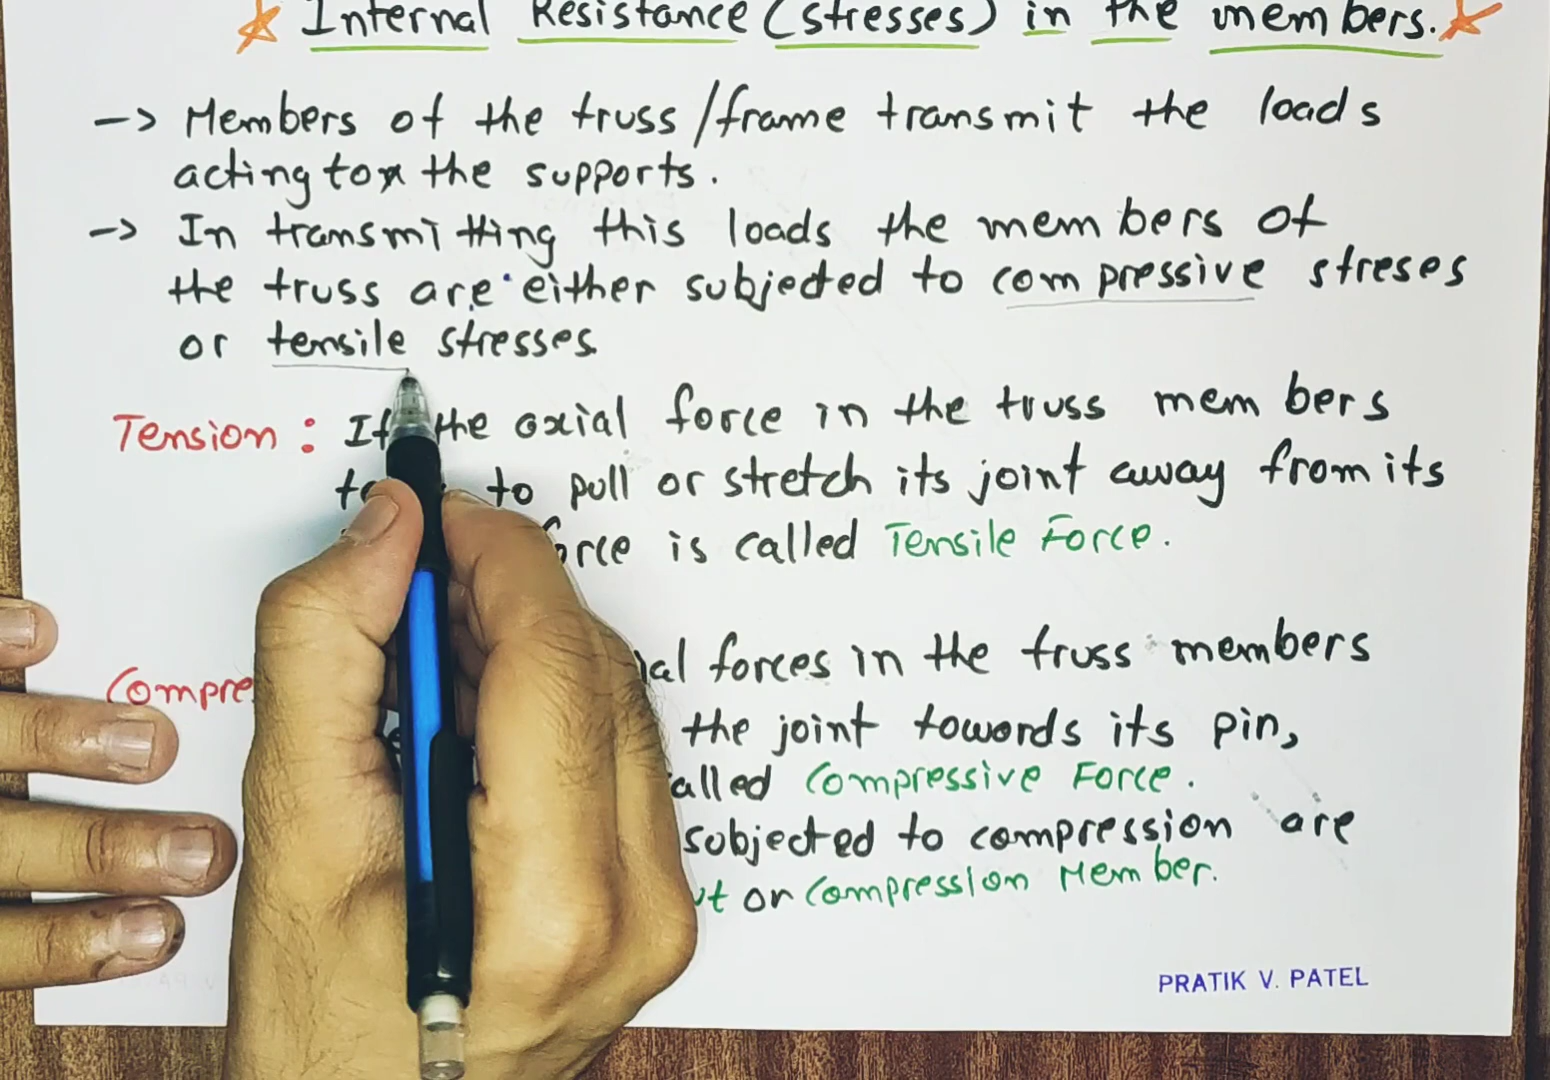 Internal Resistance (stresses) in the members.
-> Members of the truss/frame transmit the loads
acting to the supports.
-> In transmitting this loads the members of
the truss are either subjected to compressive streses
or tensile stresses.
Tension : If the axial force in the truss members
to pull or stretch its joint away from its
is called Tensile Force.
forces in the truss members
the joint towards its pin,
Compressive Force.
subjected to compression are
or Compression Member.
PRATIK V. PATEL